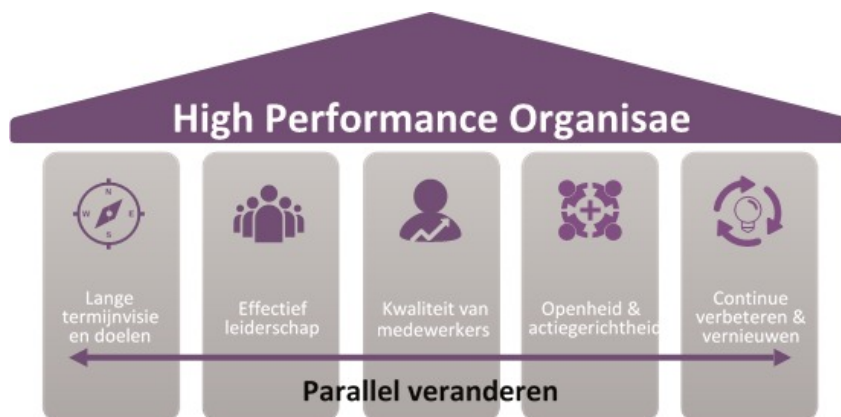 High Performance Organisae
N
W E
S
Lange
termijnvisie
en doelen
Effectief
leiderschap
Kwaliteit van
medewerkers
Openheid &
actiegerichtheid
Continue
verbeteren &
vernieuwen
Parallel veranderen